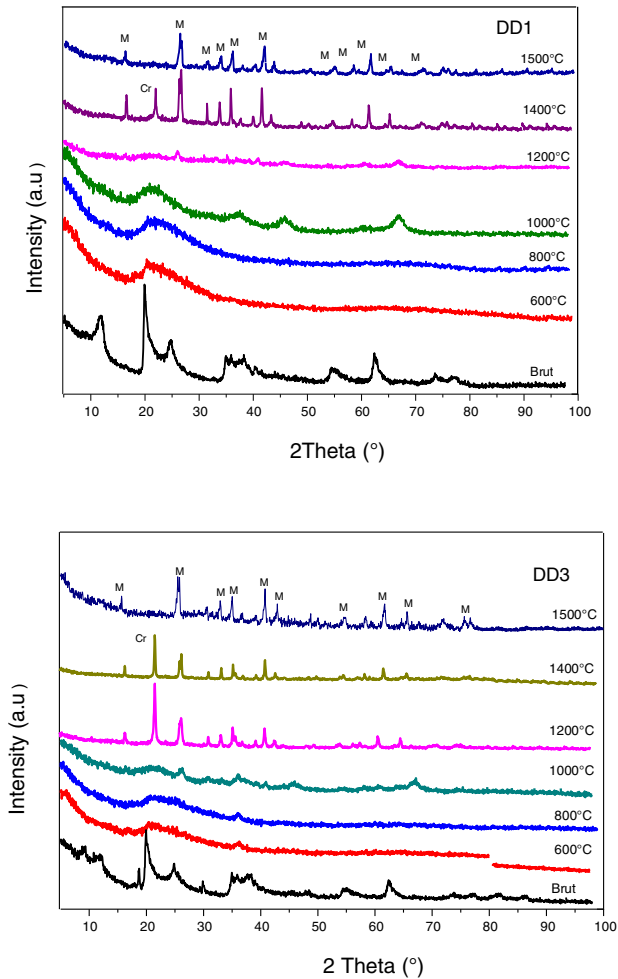 DD1
M M M M M M M M M M M
1500°C
Cr
1400°C
1200°C
1000°C
800°C
600°C
Brut
Intensity (a.u)
10 20 30 40 50 60 70 80 90 100
2Theta (°)
DD3
M M M M M M M M M M
1500°C
Cr
1400°C
1200°C
1000°C
800°C
600°C
Brut
Intensity (a.u)
10 20 30 40 50 60 70 80 90 100
2 Theta (°)